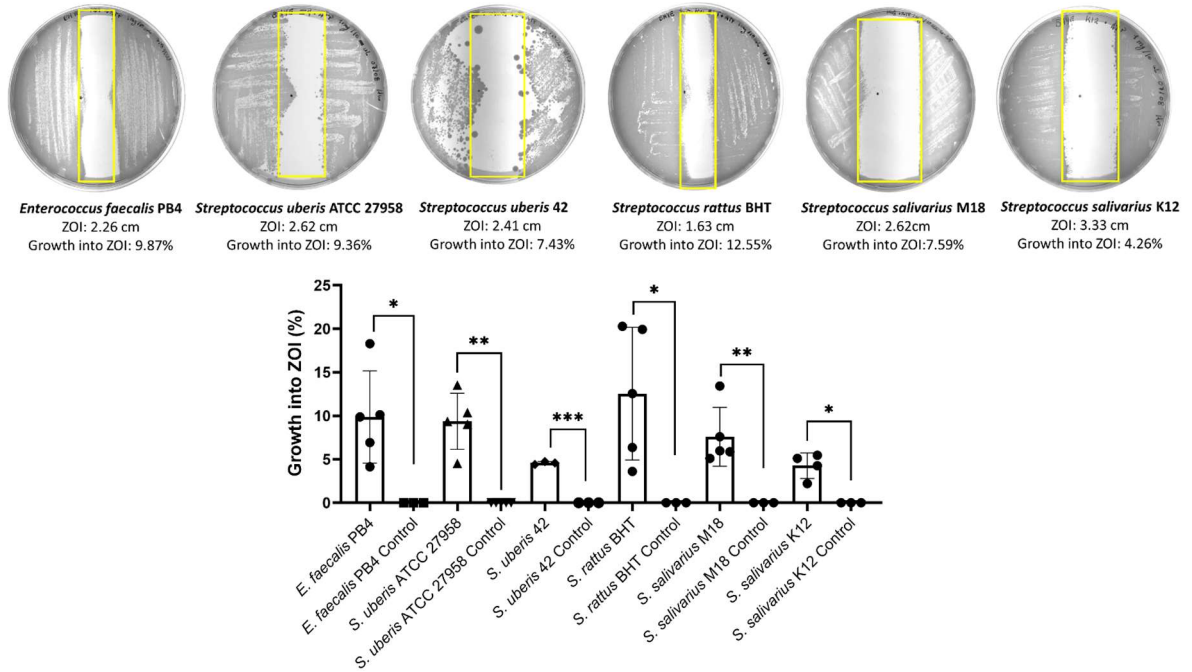 Enterococcus faecalis PB4
ZOI: 2.26 cm
Growth into ZOI: 9.87%
Streptococcus uberis ATCC 27958
ZOI: 2.62 cm
Growth into ZOI: 9.36%
Streptococcus uberis 42
ZOI: 2.41 cm
Growth into ZOI: 7.43%
Streptococcus rattus BHT
ZOI: 1.63 cm
Growth into ZOI: 12.55%
Streptococcus salivarius M18
ZOI: 2.62cm
Growth into ZOI:7.59%
Streptococcus salivarius K12
ZOI: 3.33 cm
Growth into ZOI: 4.26%
Growth into ZOI (%)
25
20
15
10
5
0
*
**
***
*
**
*
E. faecalis PB4
E. faecalis PB4 Control
S. uberis ATCC 27958
S. uberis ATCC 27958 Control
S. uberis 42
S. uberis 42 Control
S. rattus BHT
S. rattus BHT Control
S. salivarius M18
S. salivarius M18 Control
S. salivarius K12
S. salivarius K12 Control